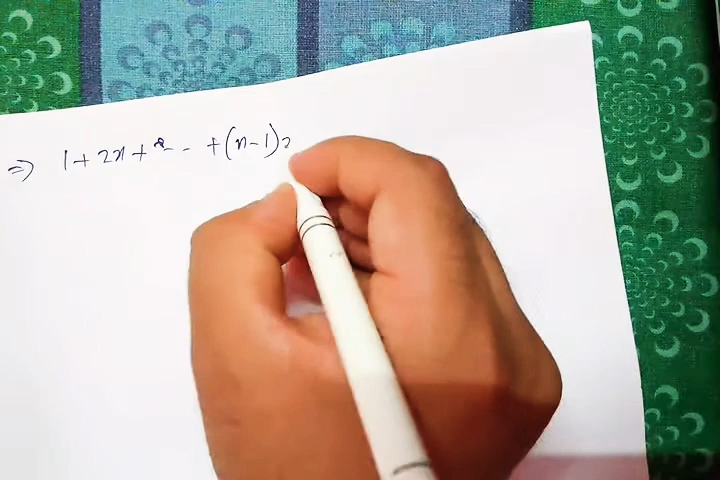 ⇒ 1 + 2x + - - + (n-1)